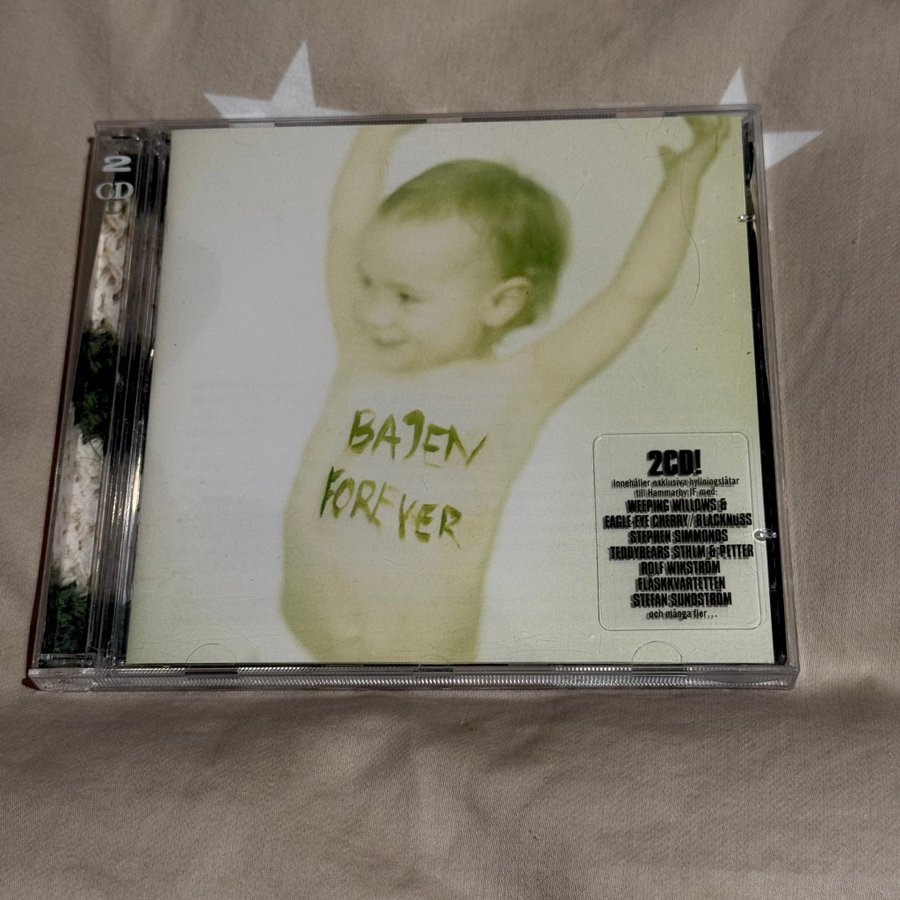 2
CD
BAJEN
FOREVER
2CD!
Innehåller exklusiva hyllningslåtar
till Hammarby IF med:
WEEPING WILLOWS &
EAGLE-EYE CHERRY/BLACKNUSS
STEPHEN SIMMONDS
TEDDYBEARS STHLM & PETTER
ROLF WIKSTRÖM
FLÄSKKVARTETTEN
STEFAN SUNDSTRÖM
och många fler...